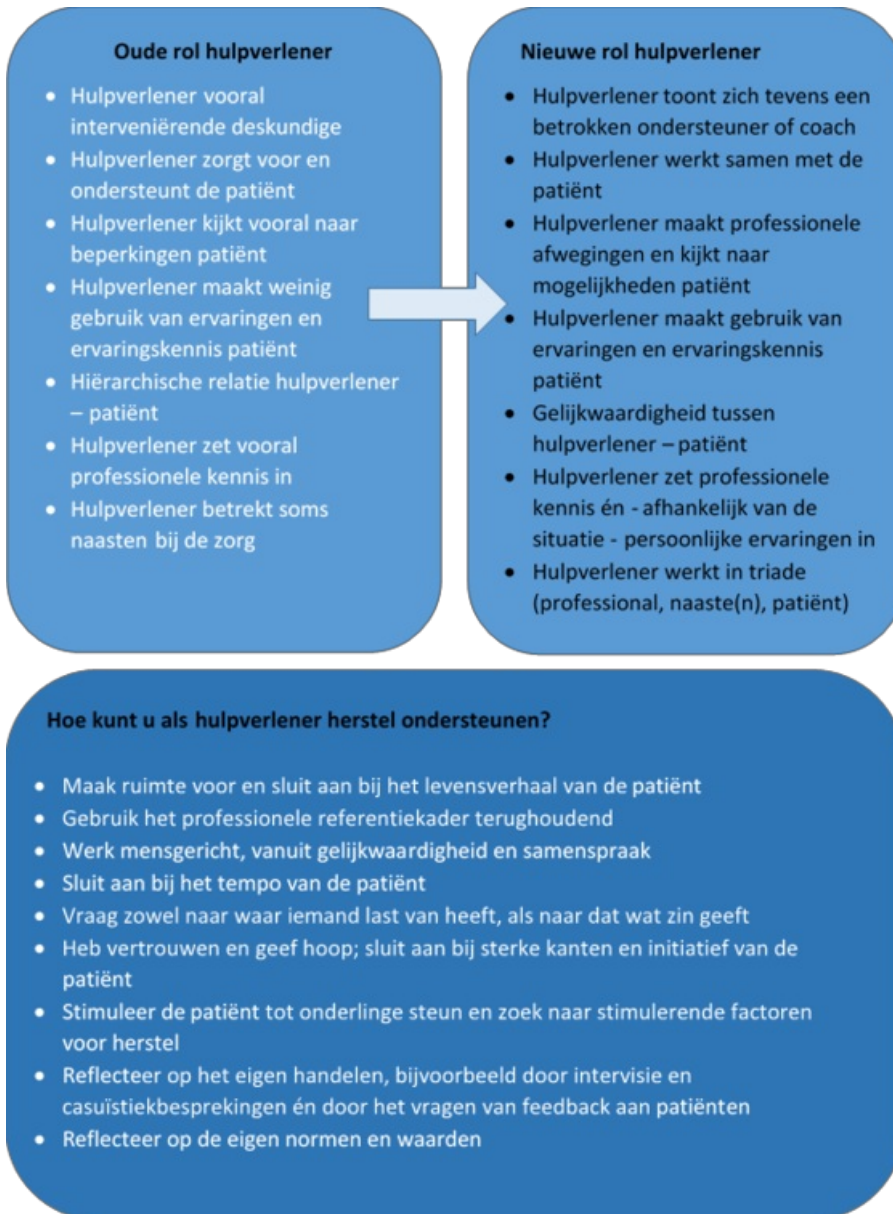 Oude rol hulpverlener
• Hulpverlener vooral
interveniërende deskundige
• Hulpverlener zorgt voor en
ondersteunt de patiënt
• Hulpverlener kijkt vooral naar
beperkingen patiënt
• Hulpverlener maakt weinig
gebruik van ervaringen en
ervaringskennis patiënt
• Hiërarchische relatie hulpverlener
– patiënt
• Hulpverlener zet vooral
professionele kennis in
• Hulpverlener betrekt soms
naasten bij de zorg
Nieuwe rol hulpverlener
• Hulpverlener toont zich tevens een
betrokken ondersteuner of coach
• Hulpverlener werkt samen met de
patiënt
• Hulpverlener maakt professionele
afwegingen en kijkt naar
mogelijkheden patiënt
• Hulpverlener maakt gebruik van
ervaringen en ervaringskennis
patiënt
• Gelijkwaardigheid tussen
hulpverlener – patiënt
• Hulpverlener zet professionele
kennis én - afhankelijk van de
situatie - persoonlijke ervaringen in
• Hulpverlener werkt in triade
(professional, naaste(n), patiënt)
Hoe kunt u als hulpverlener herstel ondersteunen?
• Maak ruimte voor en sluit aan bij het levensverhaal van de patiënt
• Gebruik het professionele referentiekader terughoudend
• Werk mensgericht, vanuit gelijkwaardigheid en samenspraak
• Sluit aan bij het tempo van de patiënt
• Vraag zowel naar waar iemand last van heeft, als naar dat wat zin geeft
• Heb vertrouwen en geef hoop; sluit aan bij sterke kanten en initiatief van de
patiënt
• Stimuleer de patiënt tot onderlinge steun en zoek naar stimulerende factoren
voor herstel
• Reflecteer op het eigen handelen, bijvoorbeeld door intervisie en
casuïstiekbesprekingen én door het vragen van feedback aan patiënten
• Reflecteer op de eigen normen en waarden